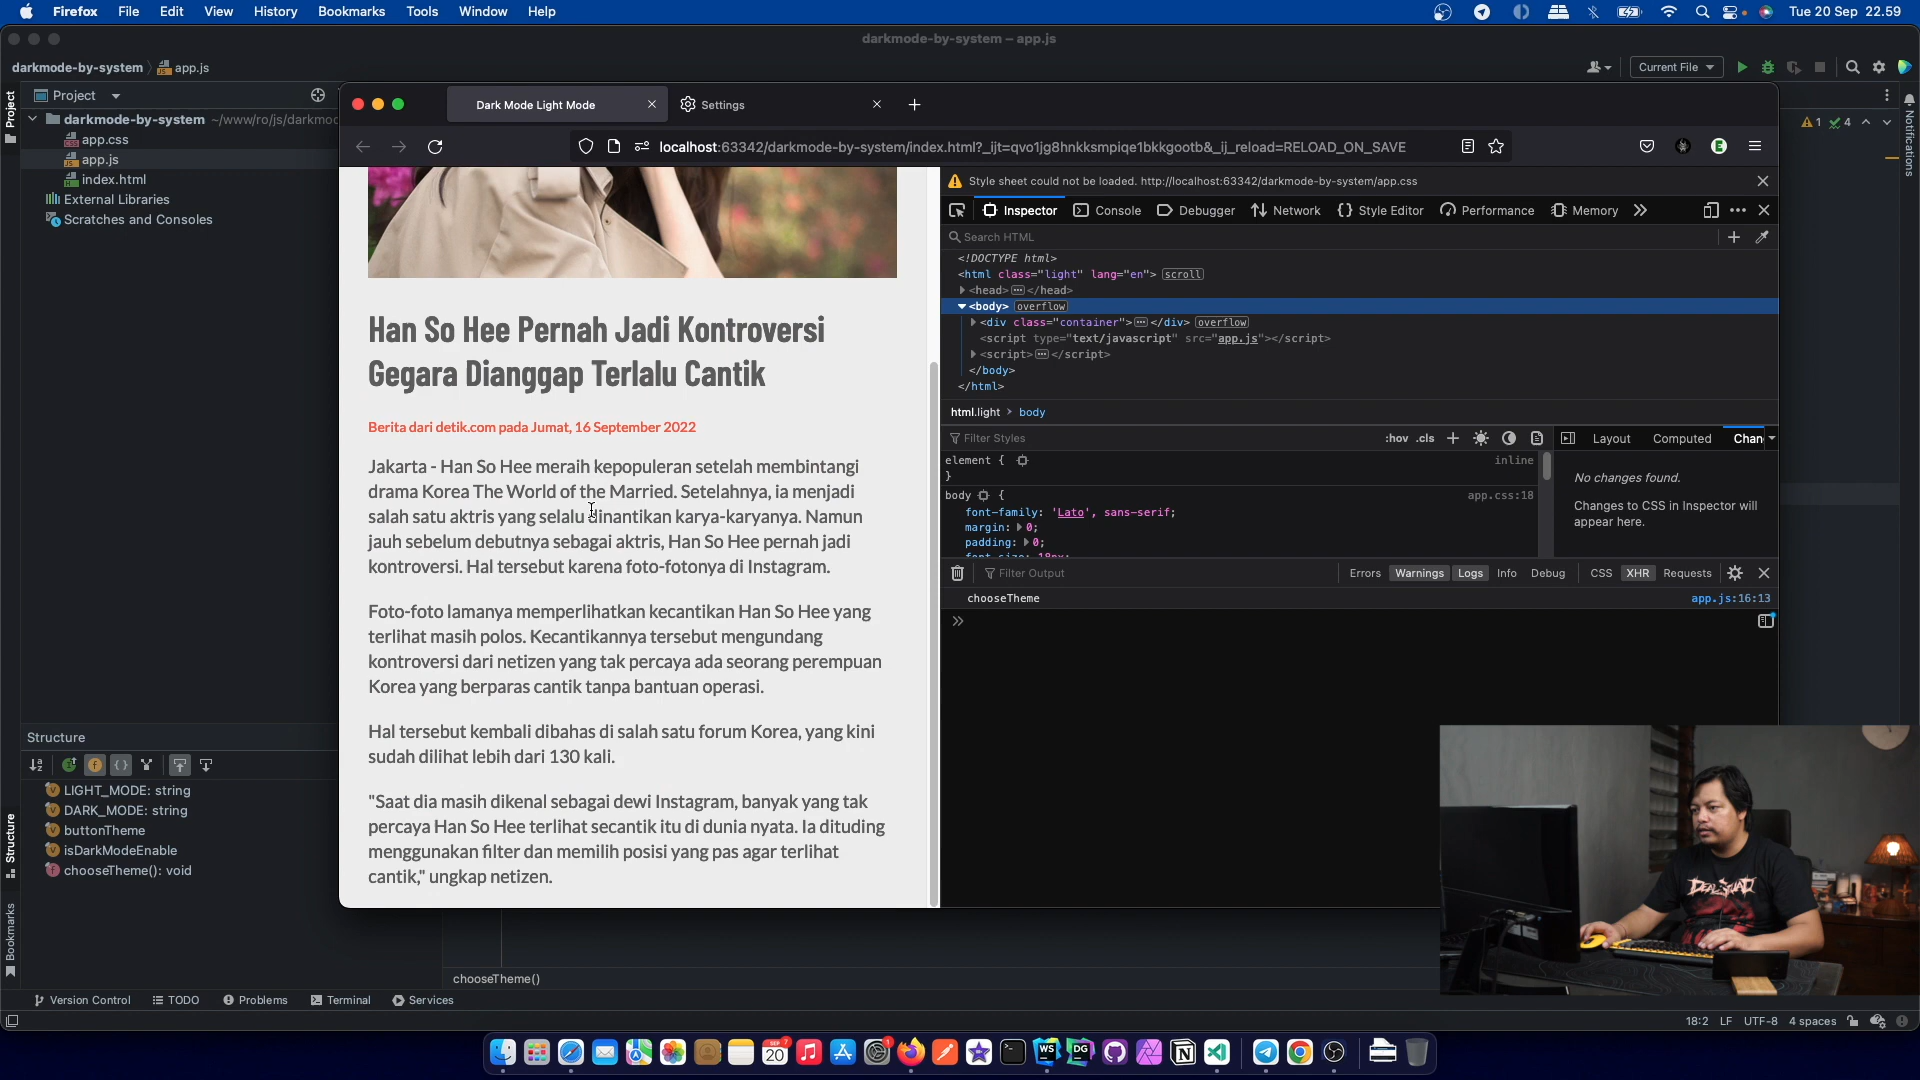 Firefox File Edit View History Bookmarks Tools Window Help
Tue 20 Sep 22.59
darkmode-by-system – app.js
darkmode-by-system app.js
Current File
Project
Project
darkmode-by-system ~/www/ro/js/darkmod
app.css
app.js
index.html
External Libraries
Scratches and Consoles
1 4
Notifications
Dark Mode Light Mode
Settings
localhost:63342/darkmode-by-system/index.html?_ijt=qvo1jg8hnkksmpiqe1bkkgootb&_ij_reload=RELOAD_ON_SAVE
Han So Hee Pernah Jadi Kontroversi
Gegara Dianggap Terlalu Cantik
Berita dari detik.com pada Jumat, 16 September 2022
Jakarta - Han So Hee meraih kepopuleran setelah membintangi
drama Korea The World of the Married. Setelahnya, ia menjadi
salah satu aktris yang selalu dinantikan karya-karyanya. Namun
jauh sebelum debutnya sebagai aktris, Han So Hee pernah jadi
kontroversi. Hal tersebut karena foto-fotonya di Instagram.
Foto-foto lamanya memperlihatkan kecantikan Han So Hee yang
terlihat masih polos. Kecantikannya tersebut mengundang
kontroversi dari netizen yang tak percaya ada seorang perempuan
Korea yang berparas cantik tanpa bantuan operasi.
Hal tersebut kembali dibahas di salah satu forum Korea, yang kini
sudah dilihat lebih dari 130 kali.
"Saat dia masih dikenal sebagai dewi Instagram, banyak yang tak
percaya Han So Hee terlihat secantik itu di dunia nyata. Ia dituding
menggunakan filter dan memilih posisi yang pas agar terlihat
cantik," ungkap netizen.
Style sheet could not be loaded. http://localhost:63342/darkmode-by-system/app.css
Inspector Console Debugger Network Style Editor Performance Memory
Search HTML
<!DOCTYPE html>
<html class="light" lang="en"> scroll
<head> </head>
<body> overflow
<div class="container"> </div> overflow
<script type="text/javascript" src="app.js"></script>
<script> </script>
</body>
</html>
html.light > body
Filter Styles
:hov .cls
Layout Computed Chan
element {
inline
}
body {
app.css:18
font-family: 'Lato', sans-serif;
margin: 0;
padding: 0;
font-size: 18px;
No changes found.
Changes to CSS in Inspector will
appear here.
Filter Output
Errors Warnings Logs Info Debug CSS XHR Requests
chooseTheme
app.js:16:13
Structure
LIGHT_MODE: string
DARK_MODE: string
buttonTheme
isDarkModeEnable
chooseTheme(): void
Structure
Bookmarks
chooseTheme()
Version Control TODO Problems Terminal Services
18:2 LF UTF-8 4 spaces
SEP 7
20
1
WS
DG